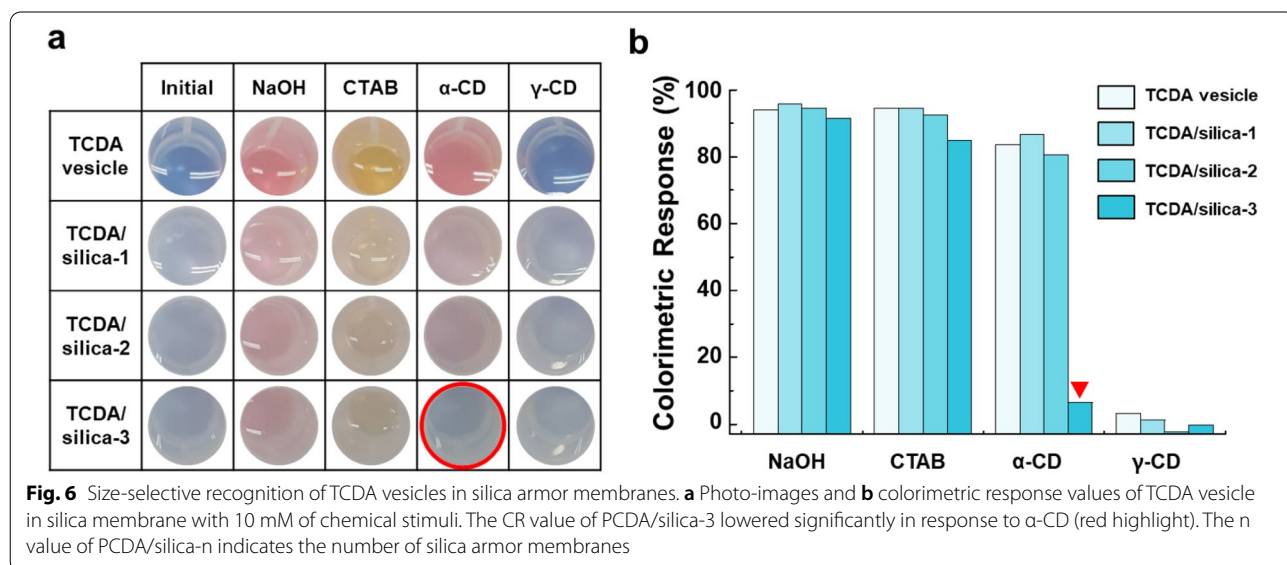 a
Initial NaOH CTAB α-CD γ-CD
TCDA
vesicle
TCDA/
silica-1
TCDA/
silica-2
TCDA/
silica-3
b
Colorimetric Response (%)
100
80
60
40
20
0
NaOH CTAB α-CD γ-CD
TCDA vesicle
TCDA/silica-1
TCDA/silica-2
TCDA/silica-3
Fig. 6 Size-selective recognition of TCDA vesicles in silica armor membranes. a Photo-images and b colorimetric response values of TCDA vesicle
in silica membrane with 10 mM of chemical stimuli. The CR value of PCDA/silica-3 lowered significantly in response to α-CD (red highlight). The n
value of PCDA/silica-n indicates the number of silica armor membranes